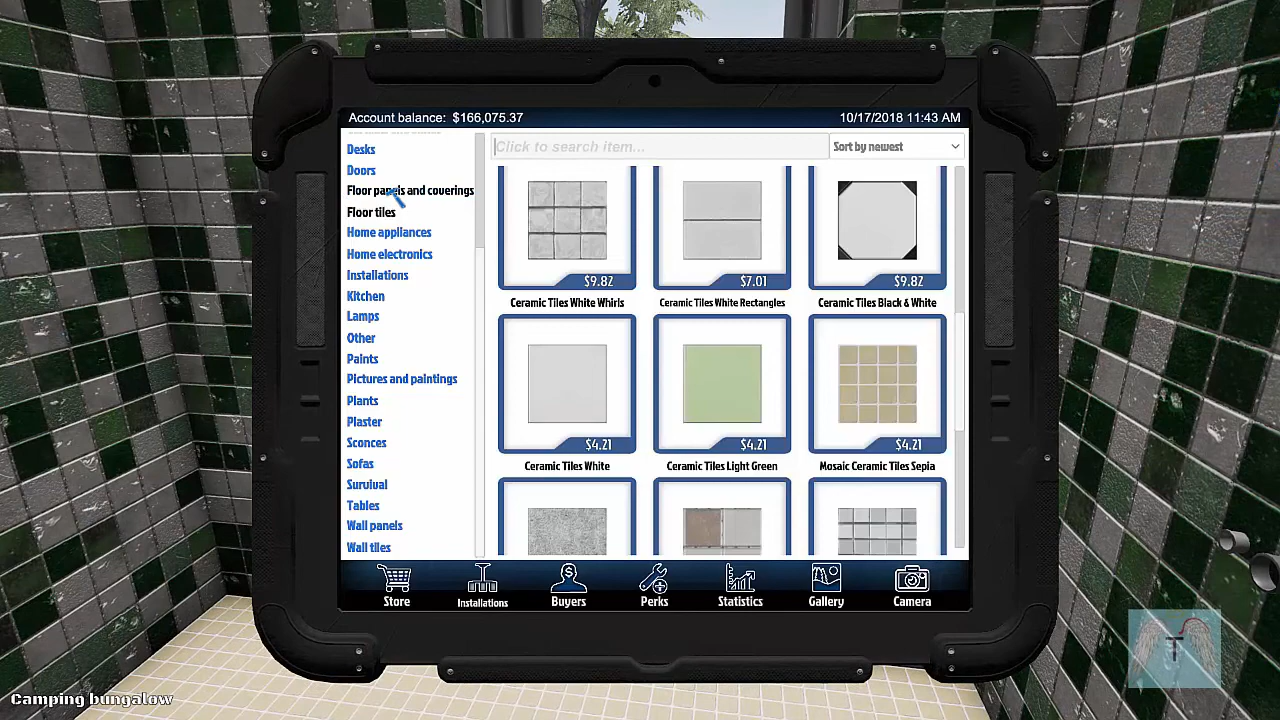 Account balance: $166,075.37
10/17/2018 11:43 AM
Click to search item...
Sort by newest
Desks
Doors
Floor panels and coverings
Floor tiles
Home appliances
Home electronics
Installations
Kitchen
Lamps
Other
Paints
Pictures and paintings
Plants
Plaster
Sconces
Sofas
Survival
Tables
Wall panels
Wall tiles
$9.82
$7.01
$9.82
Ceramic Tiles White Whirls
Ceramic Tiles White Rectangles
Ceramic Tiles Black & White
$4.21
$4.21
$4.21
Ceramic Tiles White
Ceramic Tiles Light Green
Mosaic Ceramic Tiles Sepia
Store
Installations
Buyers
Perks
Statistics
Gallery
Camera
Camping bungalow
T